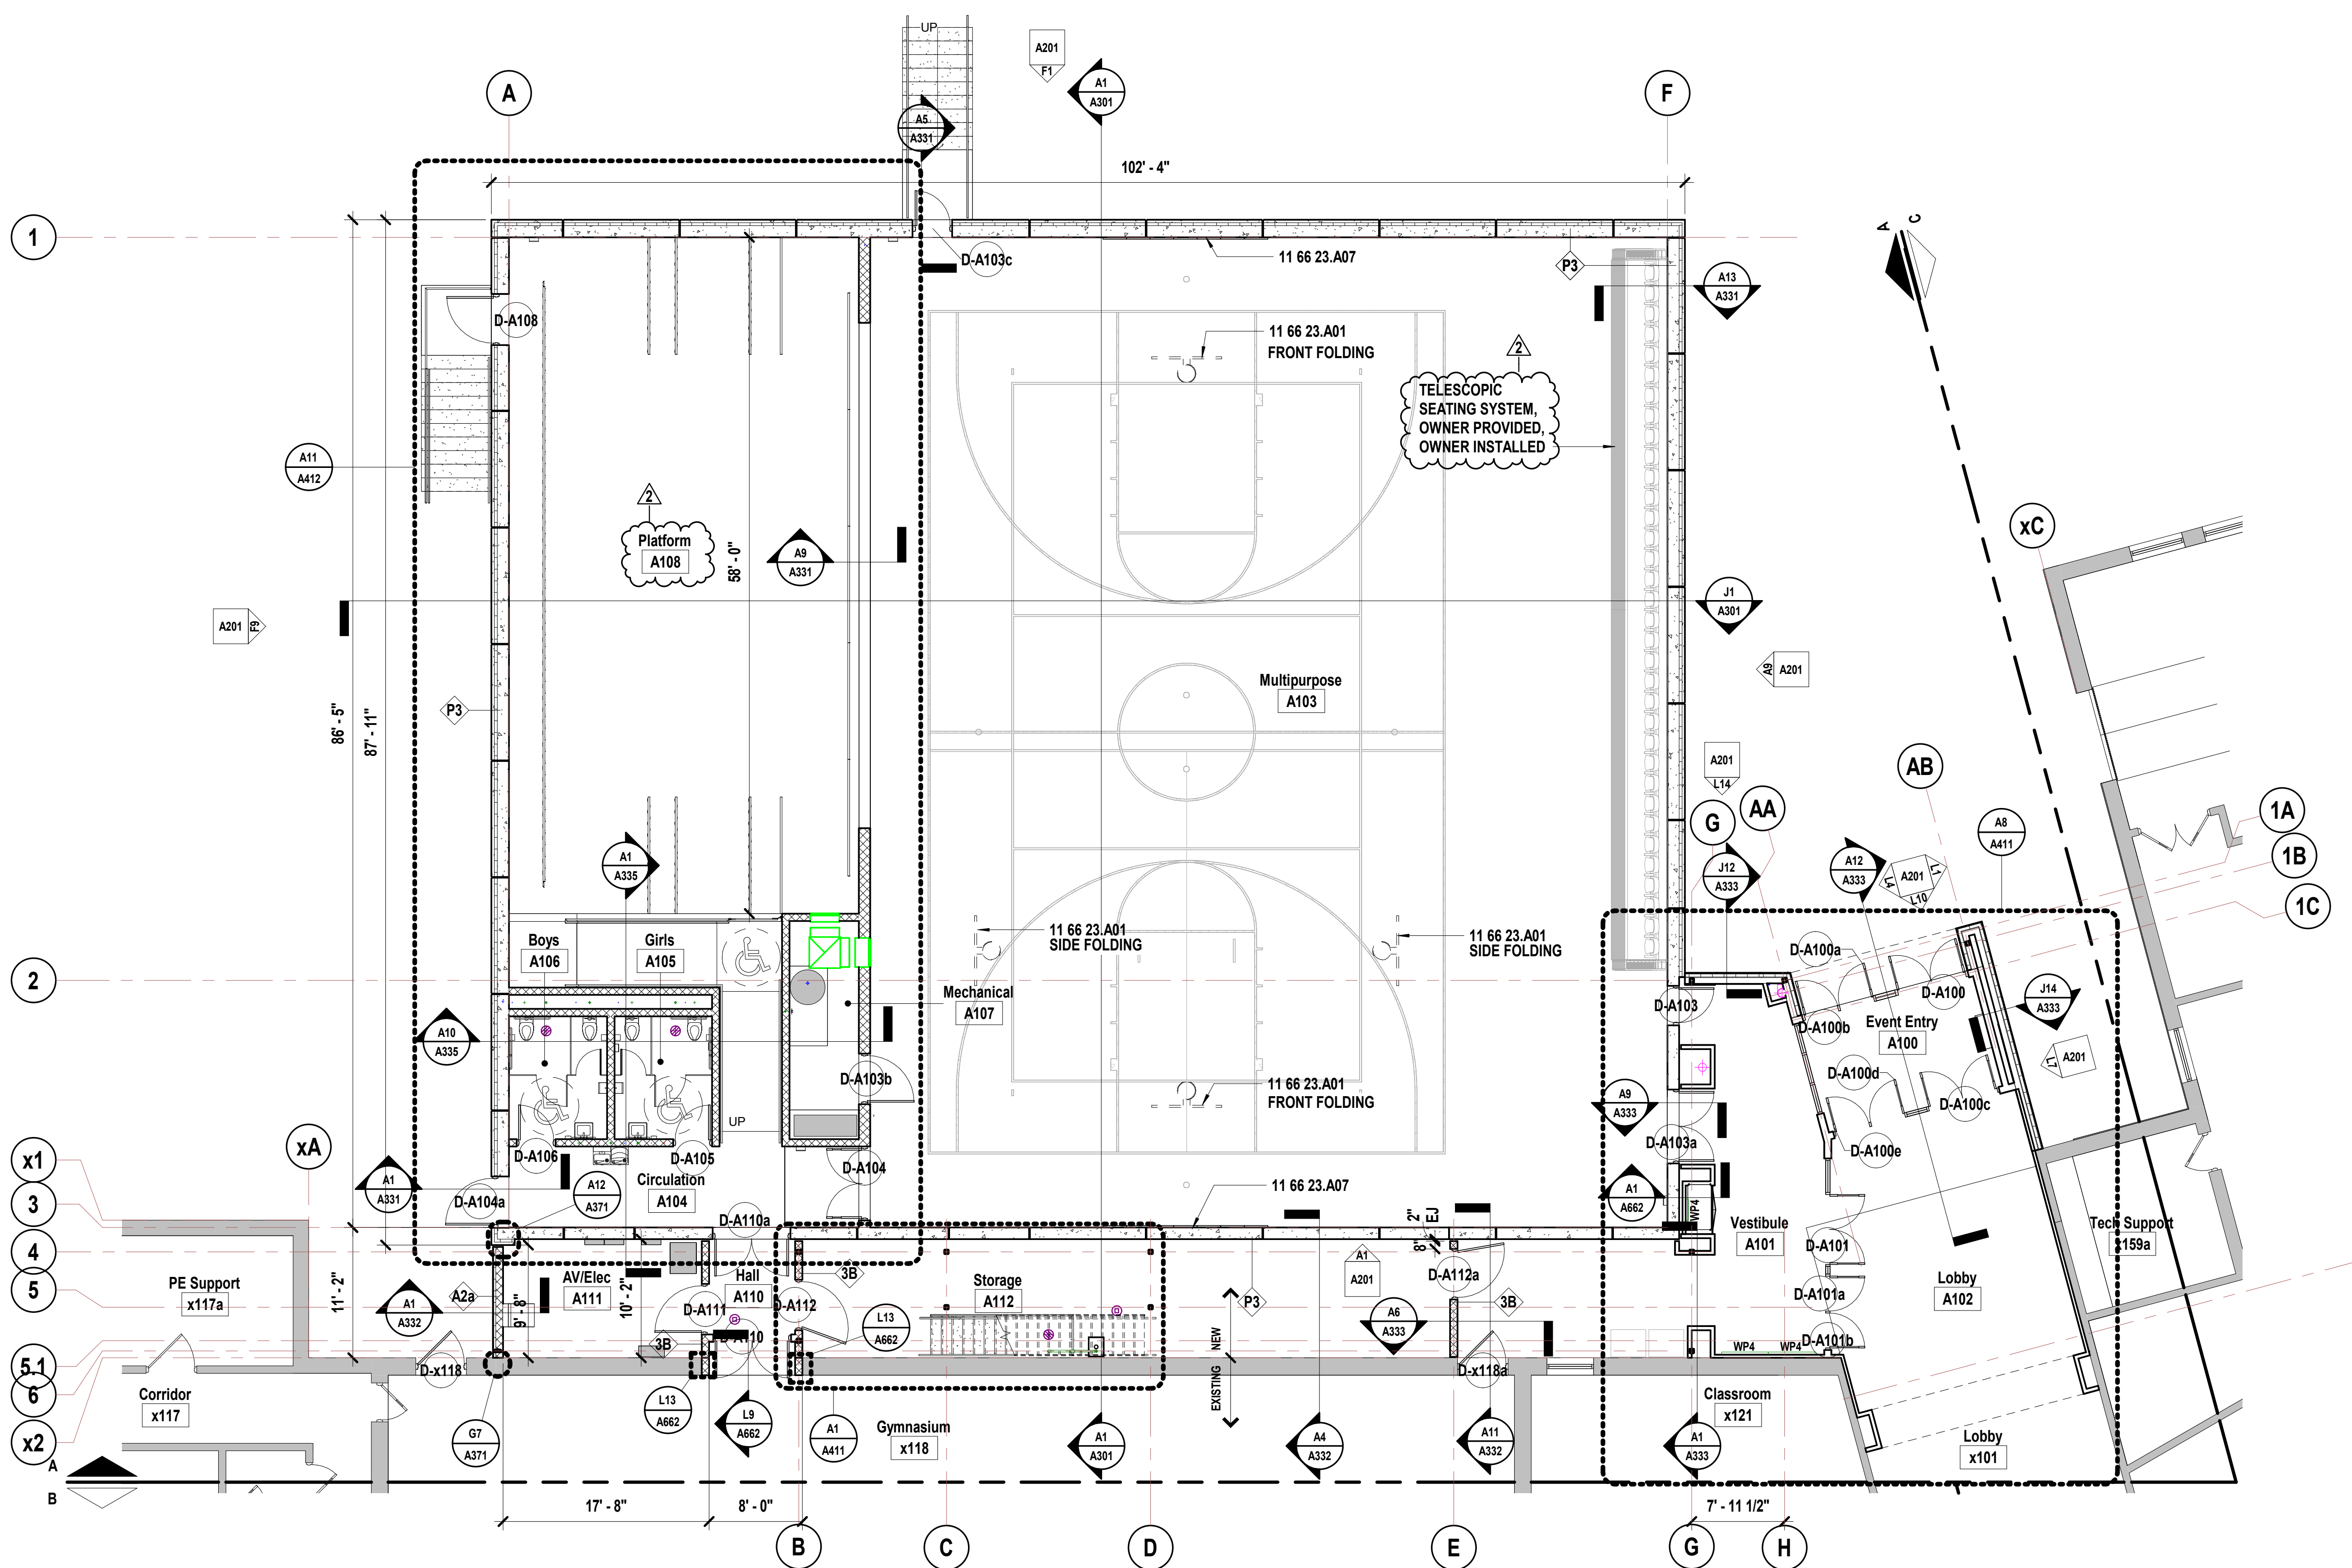 UP
A201
F1
A1
A301
A
F
A5
A331
102' - 4"
C
A
1
D-A103c
11 66 23.A07
P3
A13
A331
D-A108
11 66 23.A01
FRONT FOLDING
2
TELESCOPIC
SEATING SYSTEM,
OWNER PROVIDED,
OWNER INSTALLED
A11
A412
2
Platform
A108
58' - 0"
A9
A331
xC
J1
A301
A201
F9
A9
A201
Multipurpose
A103
P3
86' - 5"
87' - 11"
A201
L14
AB
AA
G
1A
1B
1C
A8
A411
A1
A335
J12
A333
A12
A333
A201
L4
L1
L10
Boys
A106
Girls
A105
11 66 23.A01
SIDE FOLDING
11 66 23.A01
SIDE FOLDING
D-A100a
2
Mechanical
A107
D-A103
D-A100
D-A100b
Event Entry
A100
J14
A333
A10
A335
L7
A201
D-A103b
11 66 23.A01
FRONT FOLDING
D-A100d
D-A100c
A9
A333
UP
D-A103a
D-A100e
x1
xA
D-A106
D-A105
D-A104
3
A1
A331
D-A104a
A12
A371
Circulation
A104
11 66 23.A07
A1
A662
WP4
Vestibule
A101
Tech Support
x159a
D-A110a
2"
EJ
8"
4
D-A101
5
PE Support
x117a
11' - 2"
A2a
AV/Elec
A111
10' - 2"
9' - 8"
Hall
A110
3B
Storage
A112
A1
A201
D-A112a
Lobby
A102
A1
A332
D-A111
D-A112
P3
3B
D-A101a
L13
A662
A6
A333
NEW
3B
5.1
D-x118
D-x118a
WP4
WP4
D-A101b
6
Corridor
x117
EXISTING
Classroom
x121
x2
G7
A371
L13
A662
L9
A662
A1
A411
Gymnasium
x118
A1
A301
A4
A332
A11
A332
A1
A333
Lobby
x101
A
B
17' - 8"
8' - 0"
7' - 11 1/2"
B
C
D
E
G
H